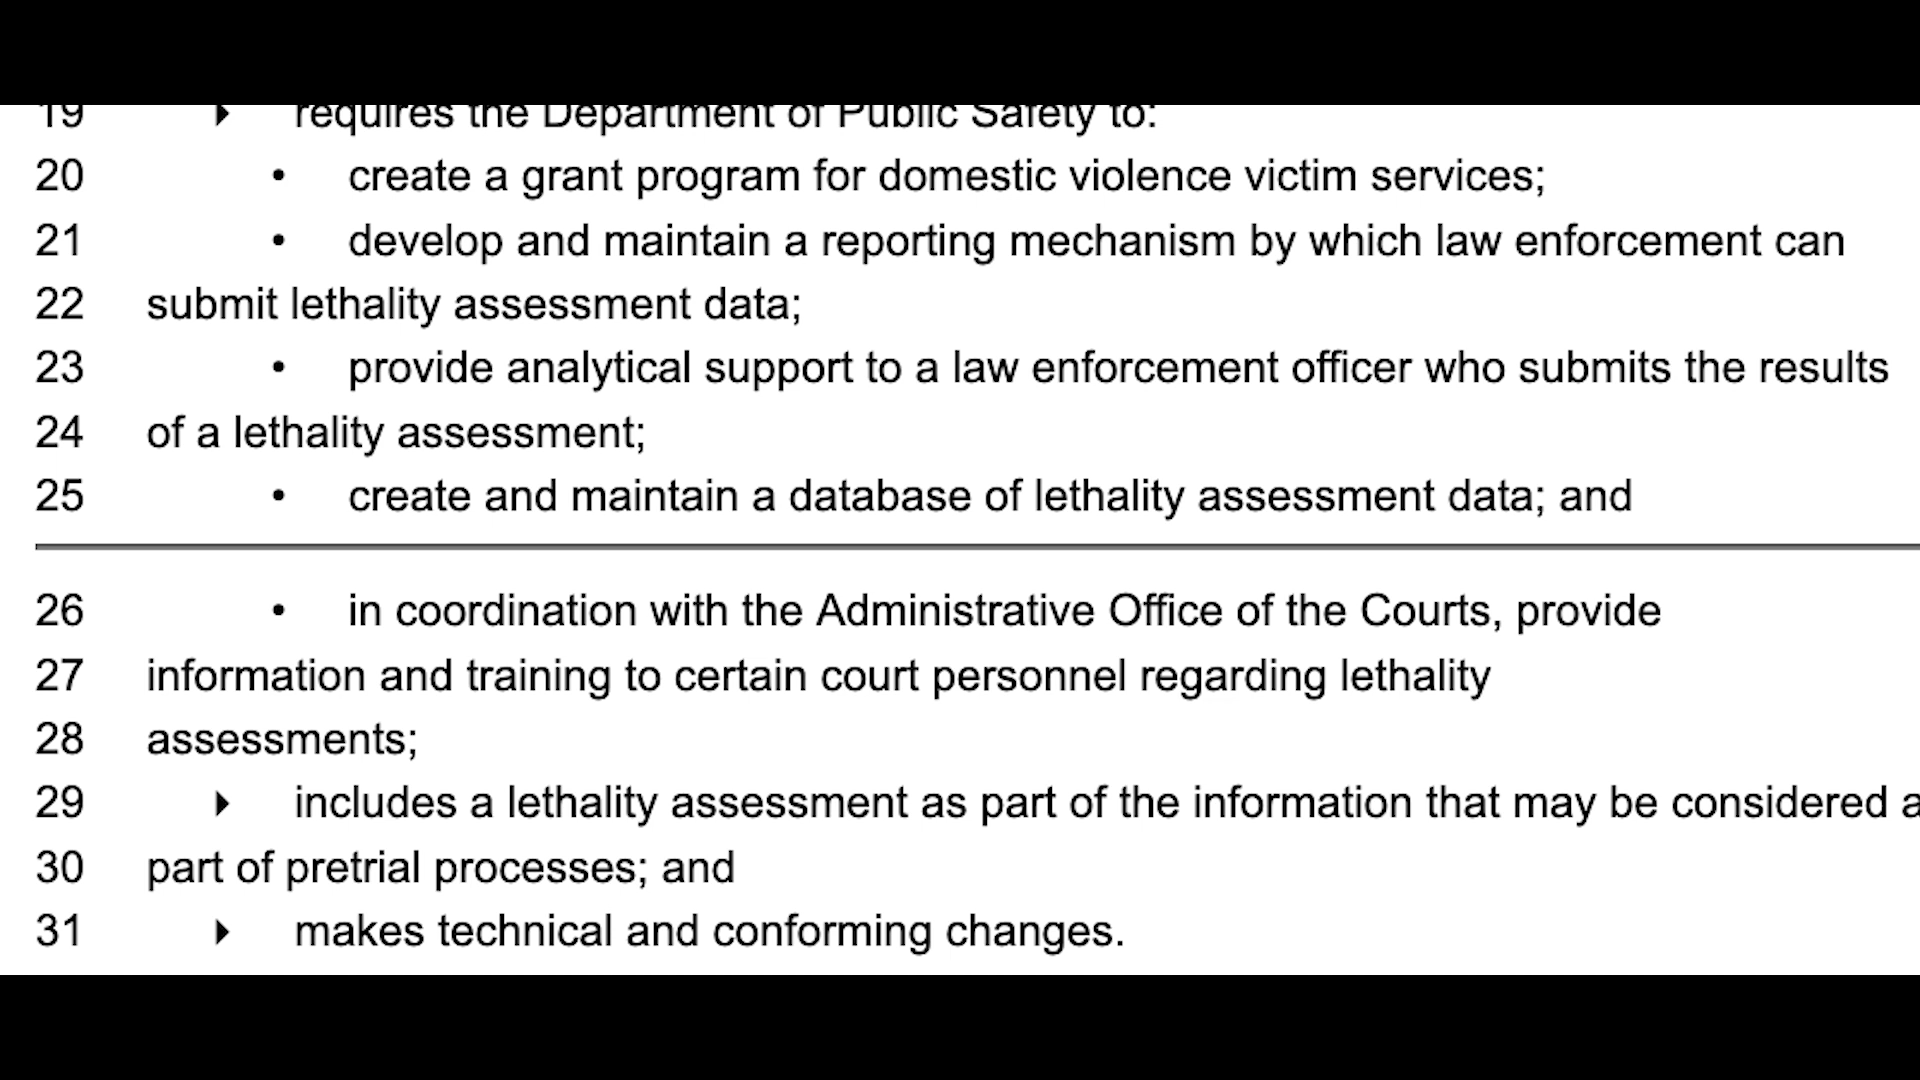 19 ▶ requires the Department of Public Safety to:
20 • create a grant program for domestic violence victim services;
21 • develop and maintain a reporting mechanism by which law enforcement can
22 submit lethality assessment data;
23 • provide analytical support to a law enforcement officer who submits the results
24 of a lethality assessment;
25 • create and maintain a database of lethality assessment data; and
26 • in coordination with the Administrative Office of the Courts, provide
27 information and training to certain court personnel regarding lethality
28 assessments;
29 ▶ includes a lethality assessment as part of the information that may be considered a
30 part of pretrial processes; and
31 ▶ makes technical and conforming changes.